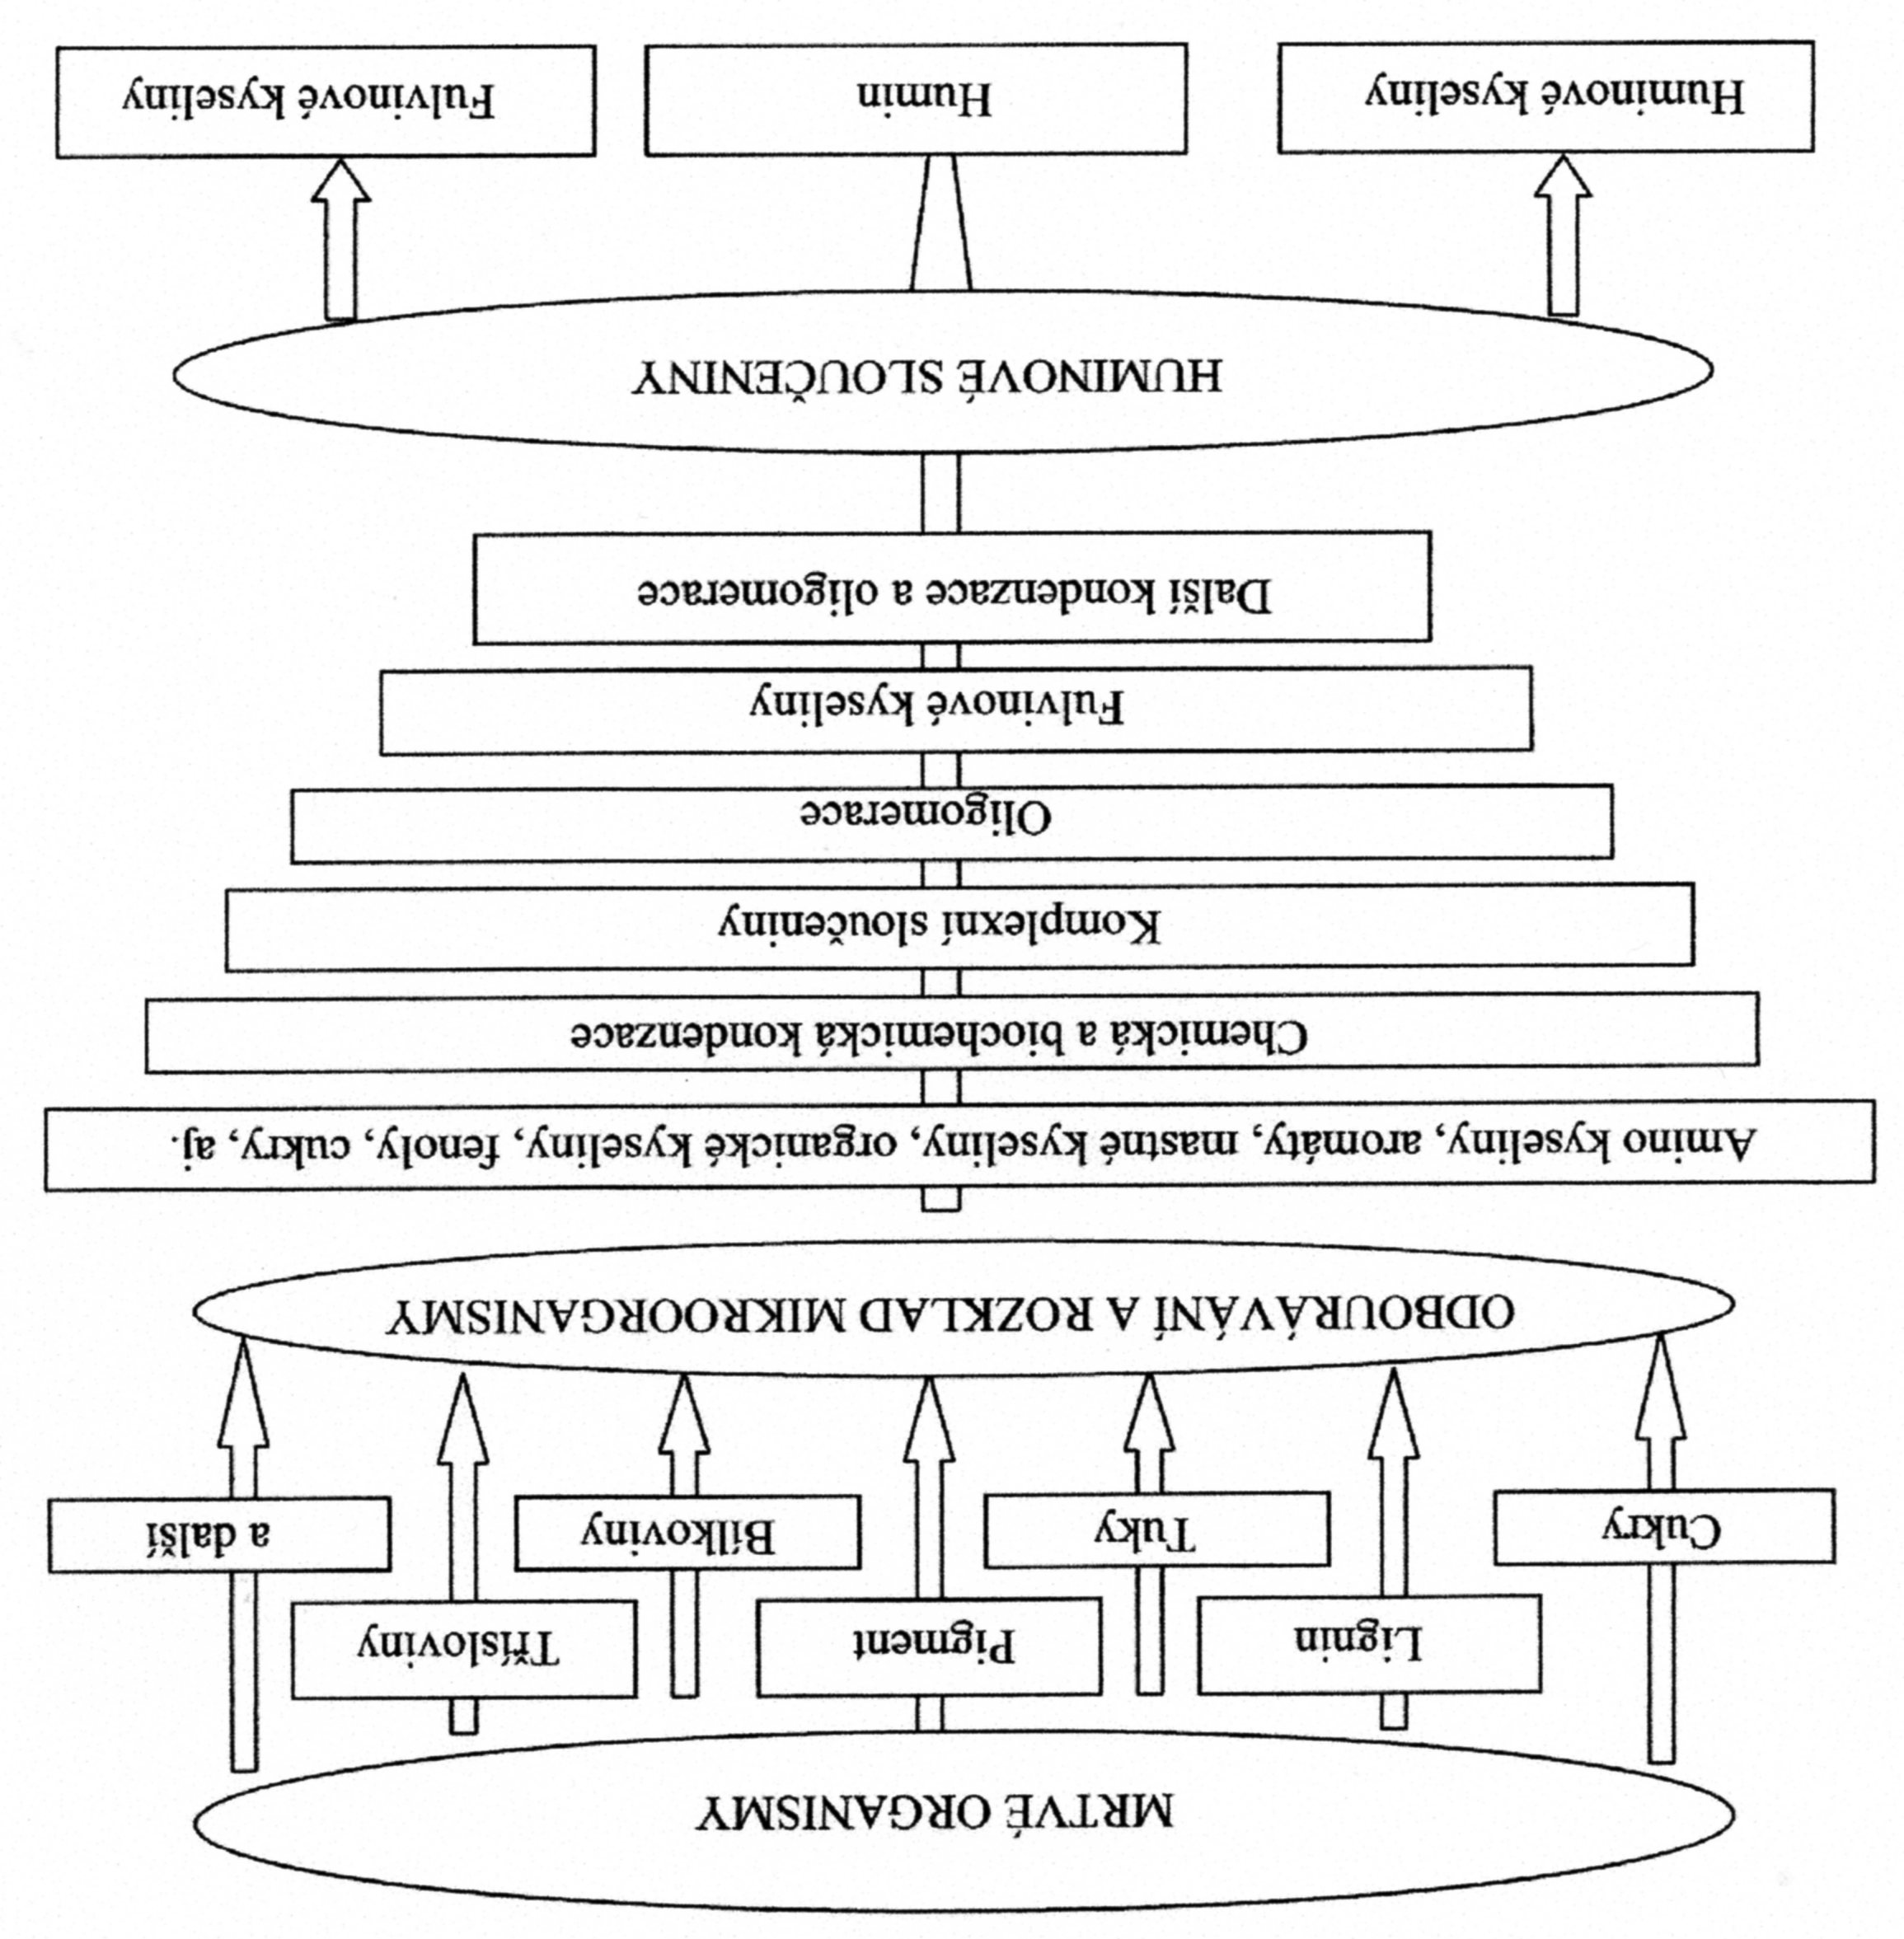 MRTVÉ ORGANISMY
Cukry
Lignin
Tuky
Pigment
Bílkoviny
Třísloviny
a další
ODBOURÁVÁNÍ A ROZKLAD MIKROORGANISMY
Amino kyseliny, aromáty, mastné kyseliny, organické kyseliny, fenoly, cukry, aj.
Chemická a biochemická kondenzace
Komplexní sloučeniny
Oligomerace
Fulvinové kyseliny
Další kondenzace a oligomerace
HUMINOVÉ SLOUČENINY
Huminové kyseliny
Humin
Fulvinové kyseliny